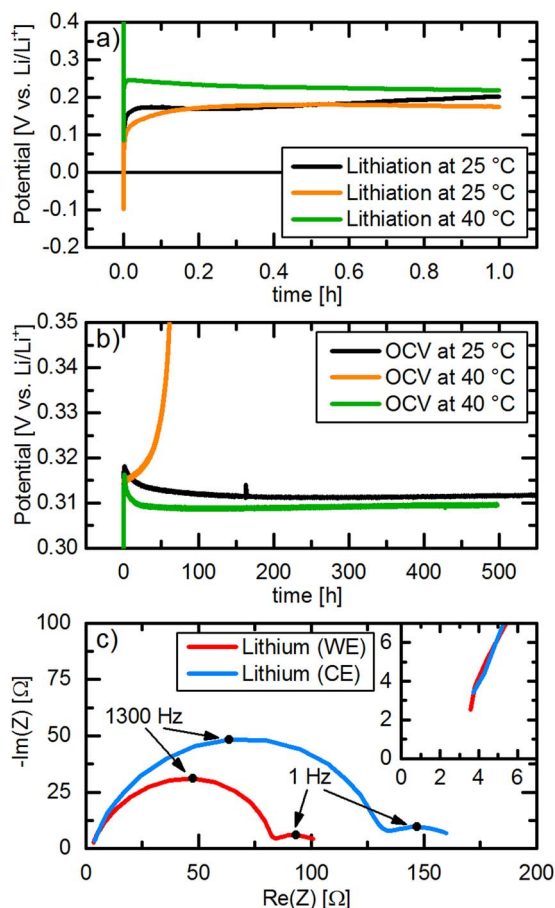 a)
Potential [V vs. Li/Li⁺]
0.4
0.3
0.2
0.1
0.0
-0.1
-0.2
Lithiation at 25 °C
Lithiation at 25 °C
Lithiation at 40 °C
0.0 0.2 0.4 0.6 0.8 1.0
time [h]
b)
Potential [V vs. Li/Li⁺]
0.35
0.34
0.33
0.32
0.31
0.30
OCV at 25 °C
OCV at 40 °C
OCV at 40 °C
0 100 200 300 400 500
time [h]
c)
-Im(Z) [Ω]
100
75
50
25
0
Lithium (WE)
Lithium (CE)
1300 Hz
1 Hz
6
4
2
0
0 2 4 6
0 50 100 150 200
Re(Z) [Ω]